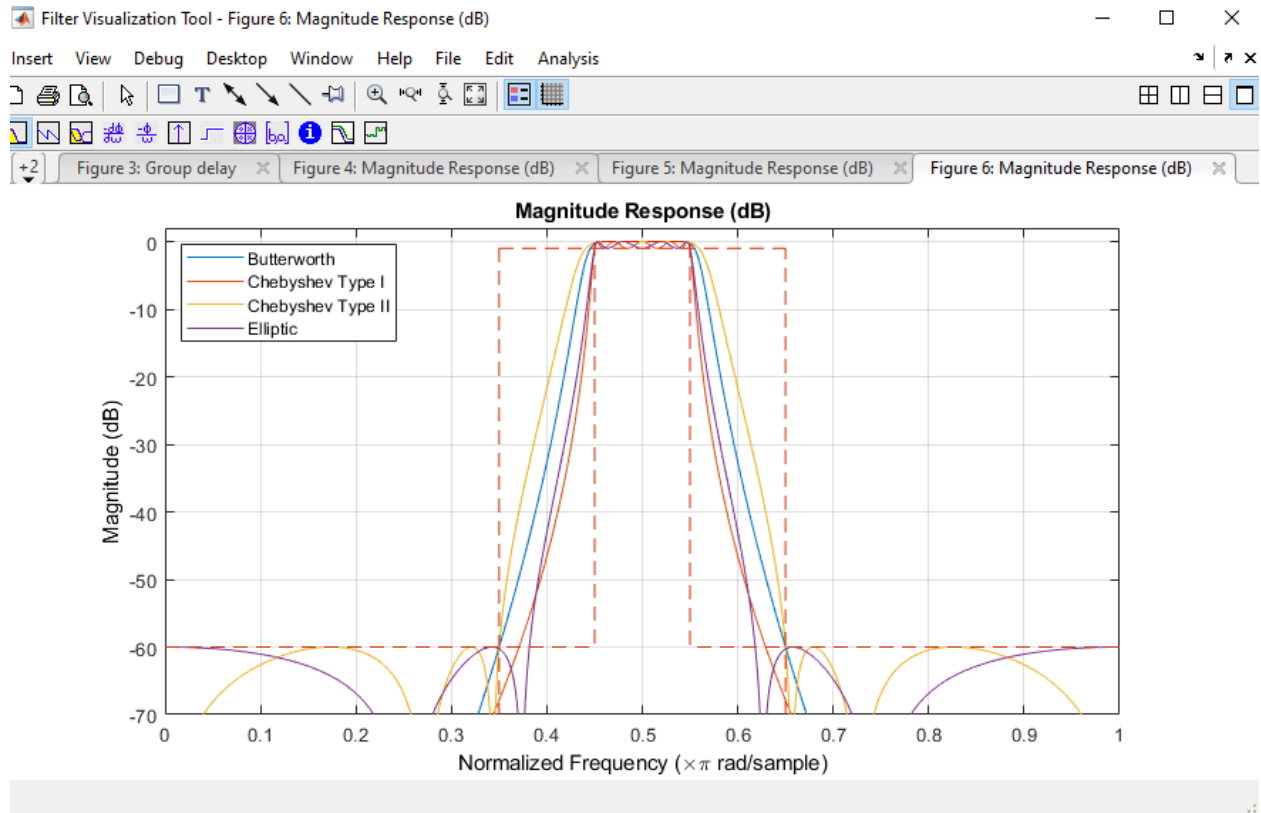 Filter Visualization Tool - Figure 6: Magnitude Response (dB)
Insert View Debug Desktop Window Help File Edit Analysis
T
[b,a] i
+2 Figure 3: Group delay Figure 4: Magnitude Response (dB) Figure 5: Magnitude Response (dB) Figure 6: Magnitude Response (dB)
Magnitude Response (dB)
Butterworth
Chebyshev Type I
Chebyshev Type II
Elliptic
0
-10
-20
-30
-40
-50
-60
-70
Magnitude (dB)
0 0.1 0.2 0.3 0.4 0.5 0.6 0.7 0.8 0.9 1
Normalized Frequency (×π rad/sample)